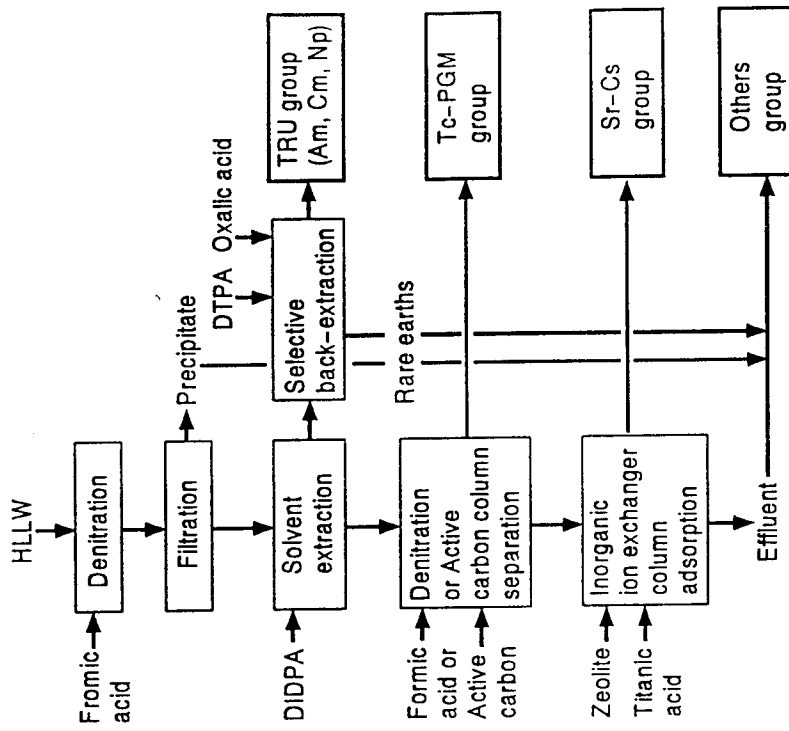 HLLW
Fromic
acid
Denitration
Filtration
Precipitate
DIDPA
Solvent
extraction
DTPA
Oxalic acid
Selective
back-extraction
TRU group
(Am, Cm, Np)
Rare earths
Formic
acid or
Active
carbon
Denitration
or Active
carbon column
separation
Tc-PGM
group
Zeolite
Titanic
acid
Inorganic
ion exchanger
column
adsorption
Sr-Cs
group
Effluent
Others
group